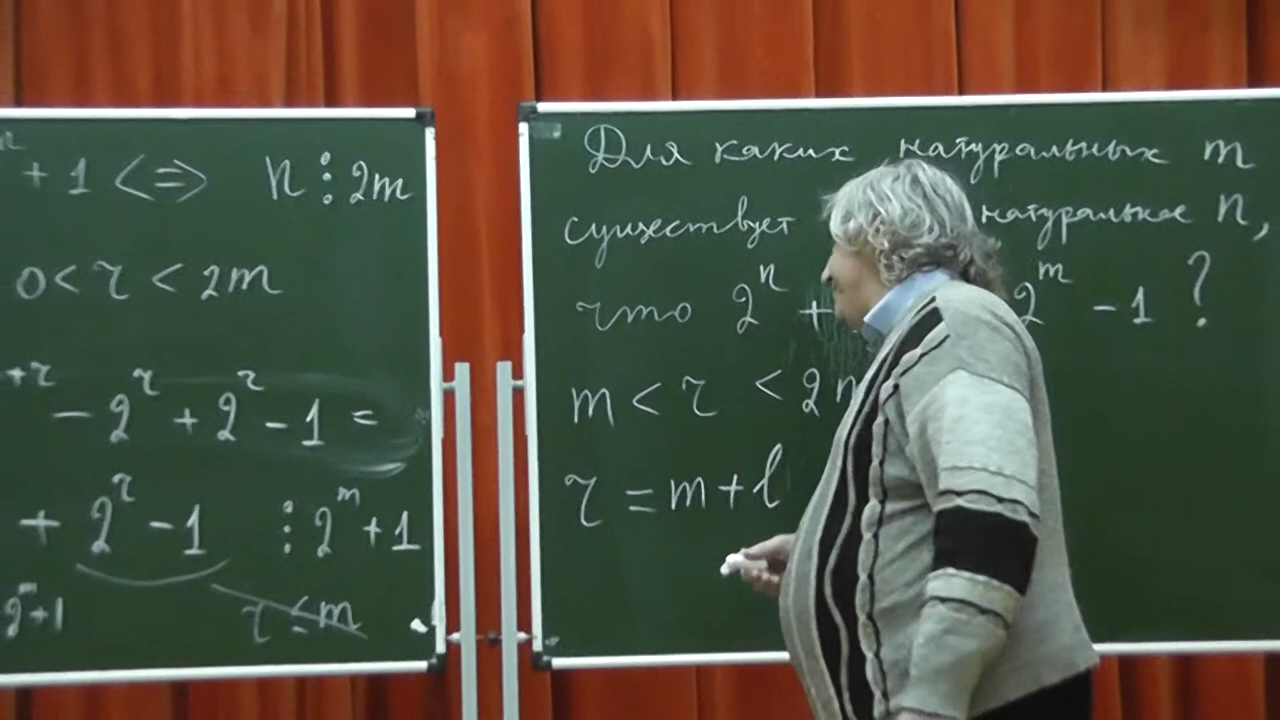 n
+ 1 <=> n ⋮ 2m
0 < r < 2m
+r - 2^r + 2^r - 1 =
+ 2^r - 1 ⋮ 2^m + 1
2^m + 1
r ≤ m
Для каких натуральных m
существует натуральное n,
что 2^n + 2^m - 1 ?
m < r < 2m
r = m + l